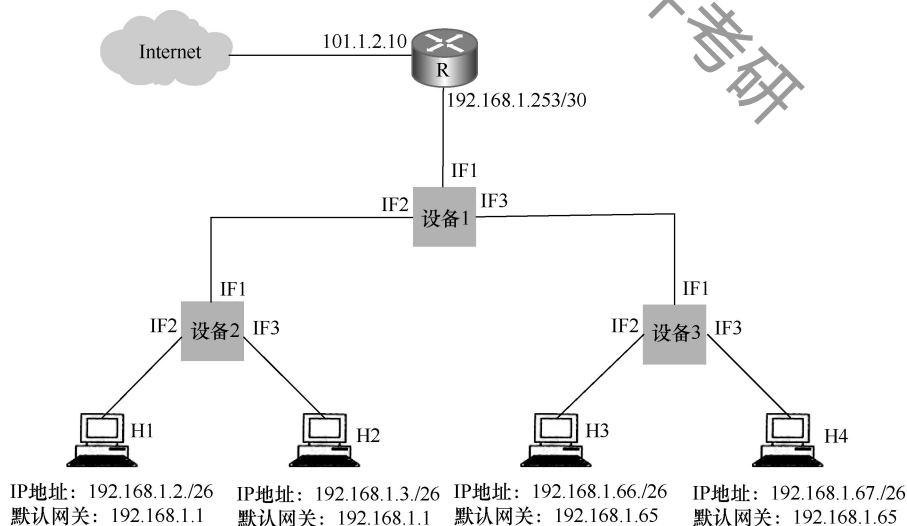 考研
Internet
101.1.2.10
R
192.168.1.253/30
IF1
IF2
设备1
IF3
IF1
IF2
设备2
IF3
IF1
IF2
设备3
IF3
H1
H2
H3
H4
IP地址：192.168.1.2./26
默认网关：192.168.1.1
IP地址：192.168.1.3./26
默认网关：192.168.1.1
IP地址：192.168.1.66./26
默认网关：192.168.1.65
IP地址：192.168.1.67./26
默认网关：192.168.1.65